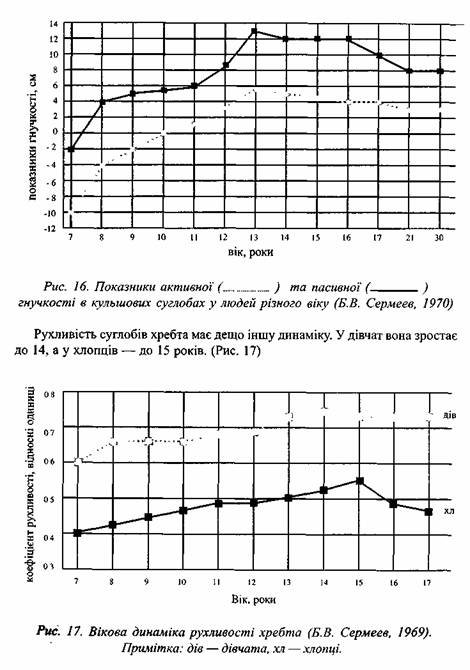 14
12
10
8
6
4
2
0
-2
-4
-6
-8
-10
-12
показники гнучкості, см
7 8 9 10 11 12 13 14 15 16 17 21 30
вік, роки
Рис. 16. Показники активної (.............) та пасивної (______)
гнучкості в кульшових суглобах у людей різного віку (Б.В. Сермеев, 1970)
Рухливість суглобів хребта має дещо іншу динаміку. У дівчат вона зростає
до 14, а у хлопців — до 15 років. (Рис. 17)
коефіцієнт рухливості, відносні одиниці
0 8
0 7
0 6
0 5
0 4
0 3
дів
хл
7 8 9 10 11 12 13 14 15 16 17
Вік, роки
Рис. 17. Вікова динаміка рухливості хребта (Б.В. Сермеев, 1969).
Примітка: дів — дівчата, хл — хлопці.